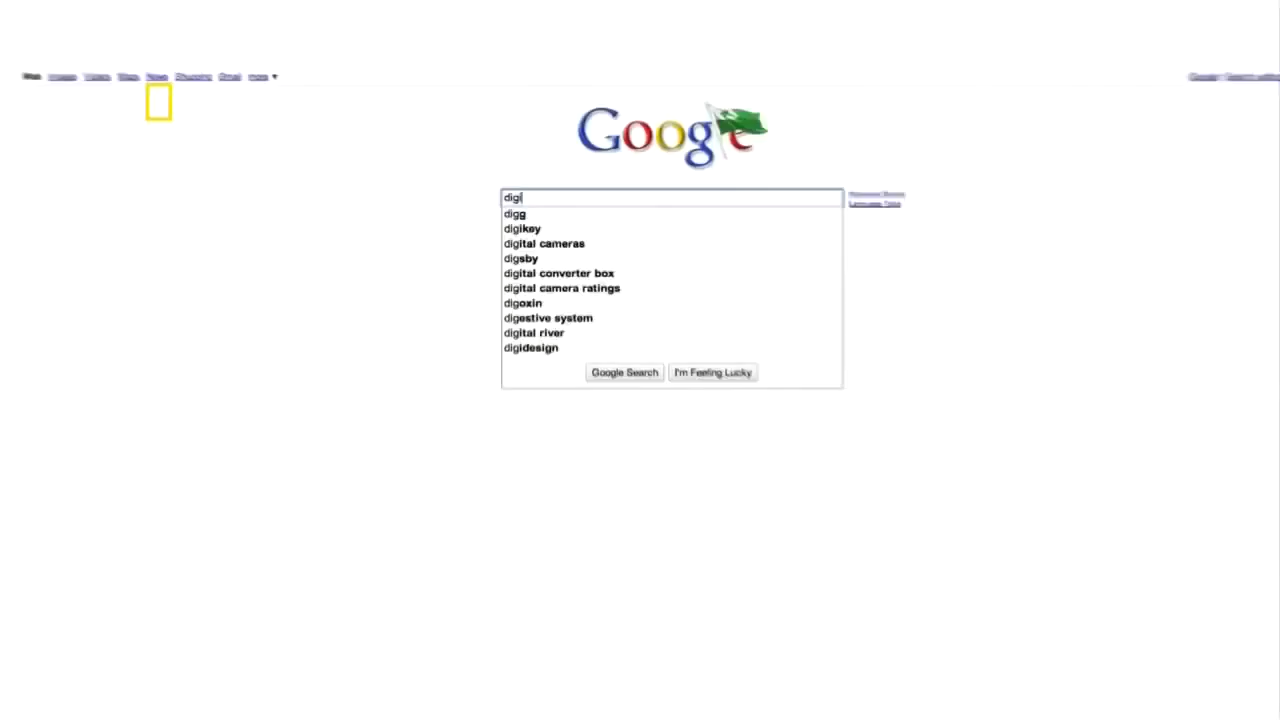 News
Google
digi
digg
digikey
digital cameras
digsby
digital converter box
digital camera ratings
digoxin
digestive system
digital river
digidesign
Google Search I'm Feeling Lucky